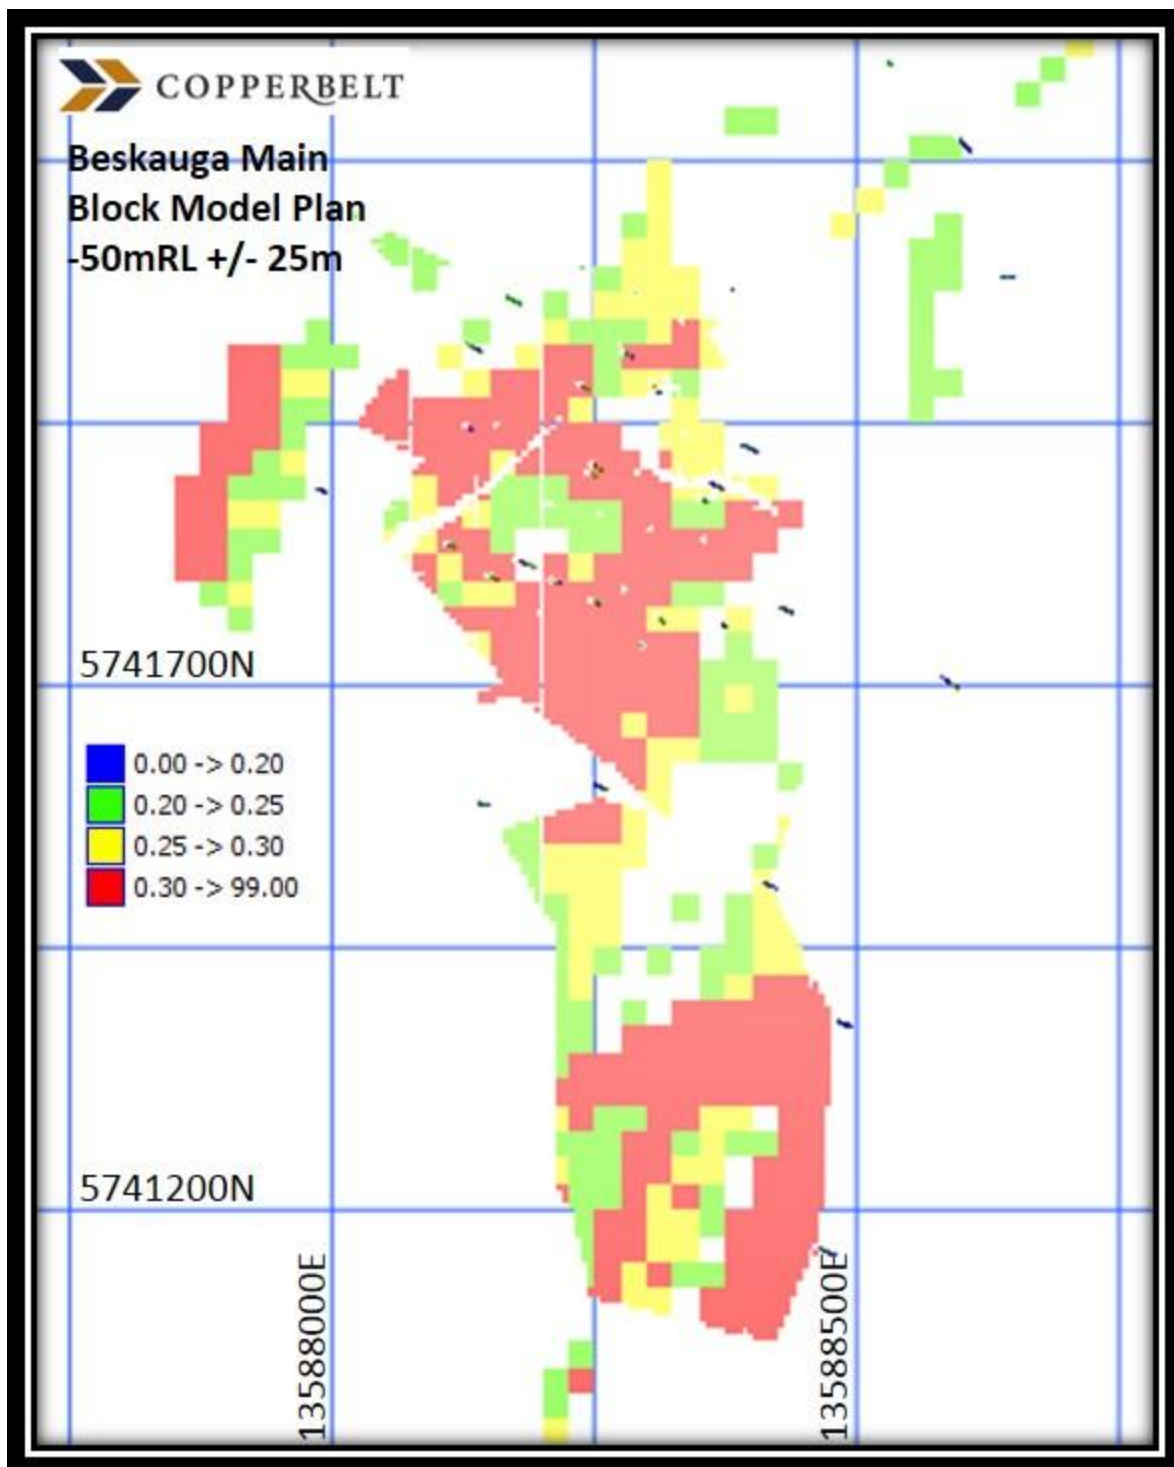 COPPERBELT
Beskauga Main
Block Model Plan
-50mRL +/- 25m
5741700N
0.00 -> 0.20
0.20 -> 0.25
0.25 -> 0.30
0.30 -> 99.00
5741200N
13588000E
13588500E